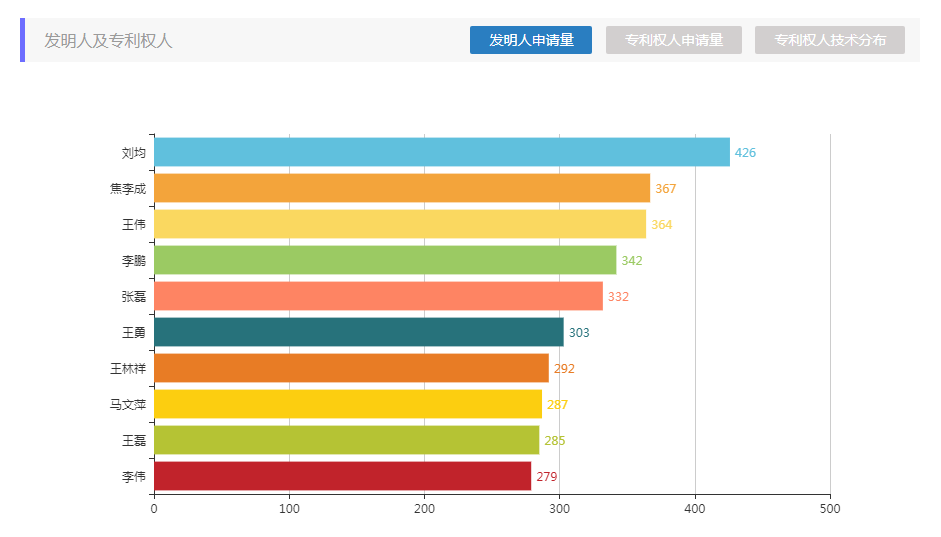 发明人及专利权人 发明人申请量 专利权人申请量 专利权人技术分布
刘均 426
焦李成 367
王伟 364
李鹏 342
张磊 332
王勇 303
王林祥 292
马文萍 287
王磊 285
李伟 279
0 100 200 300 400 500